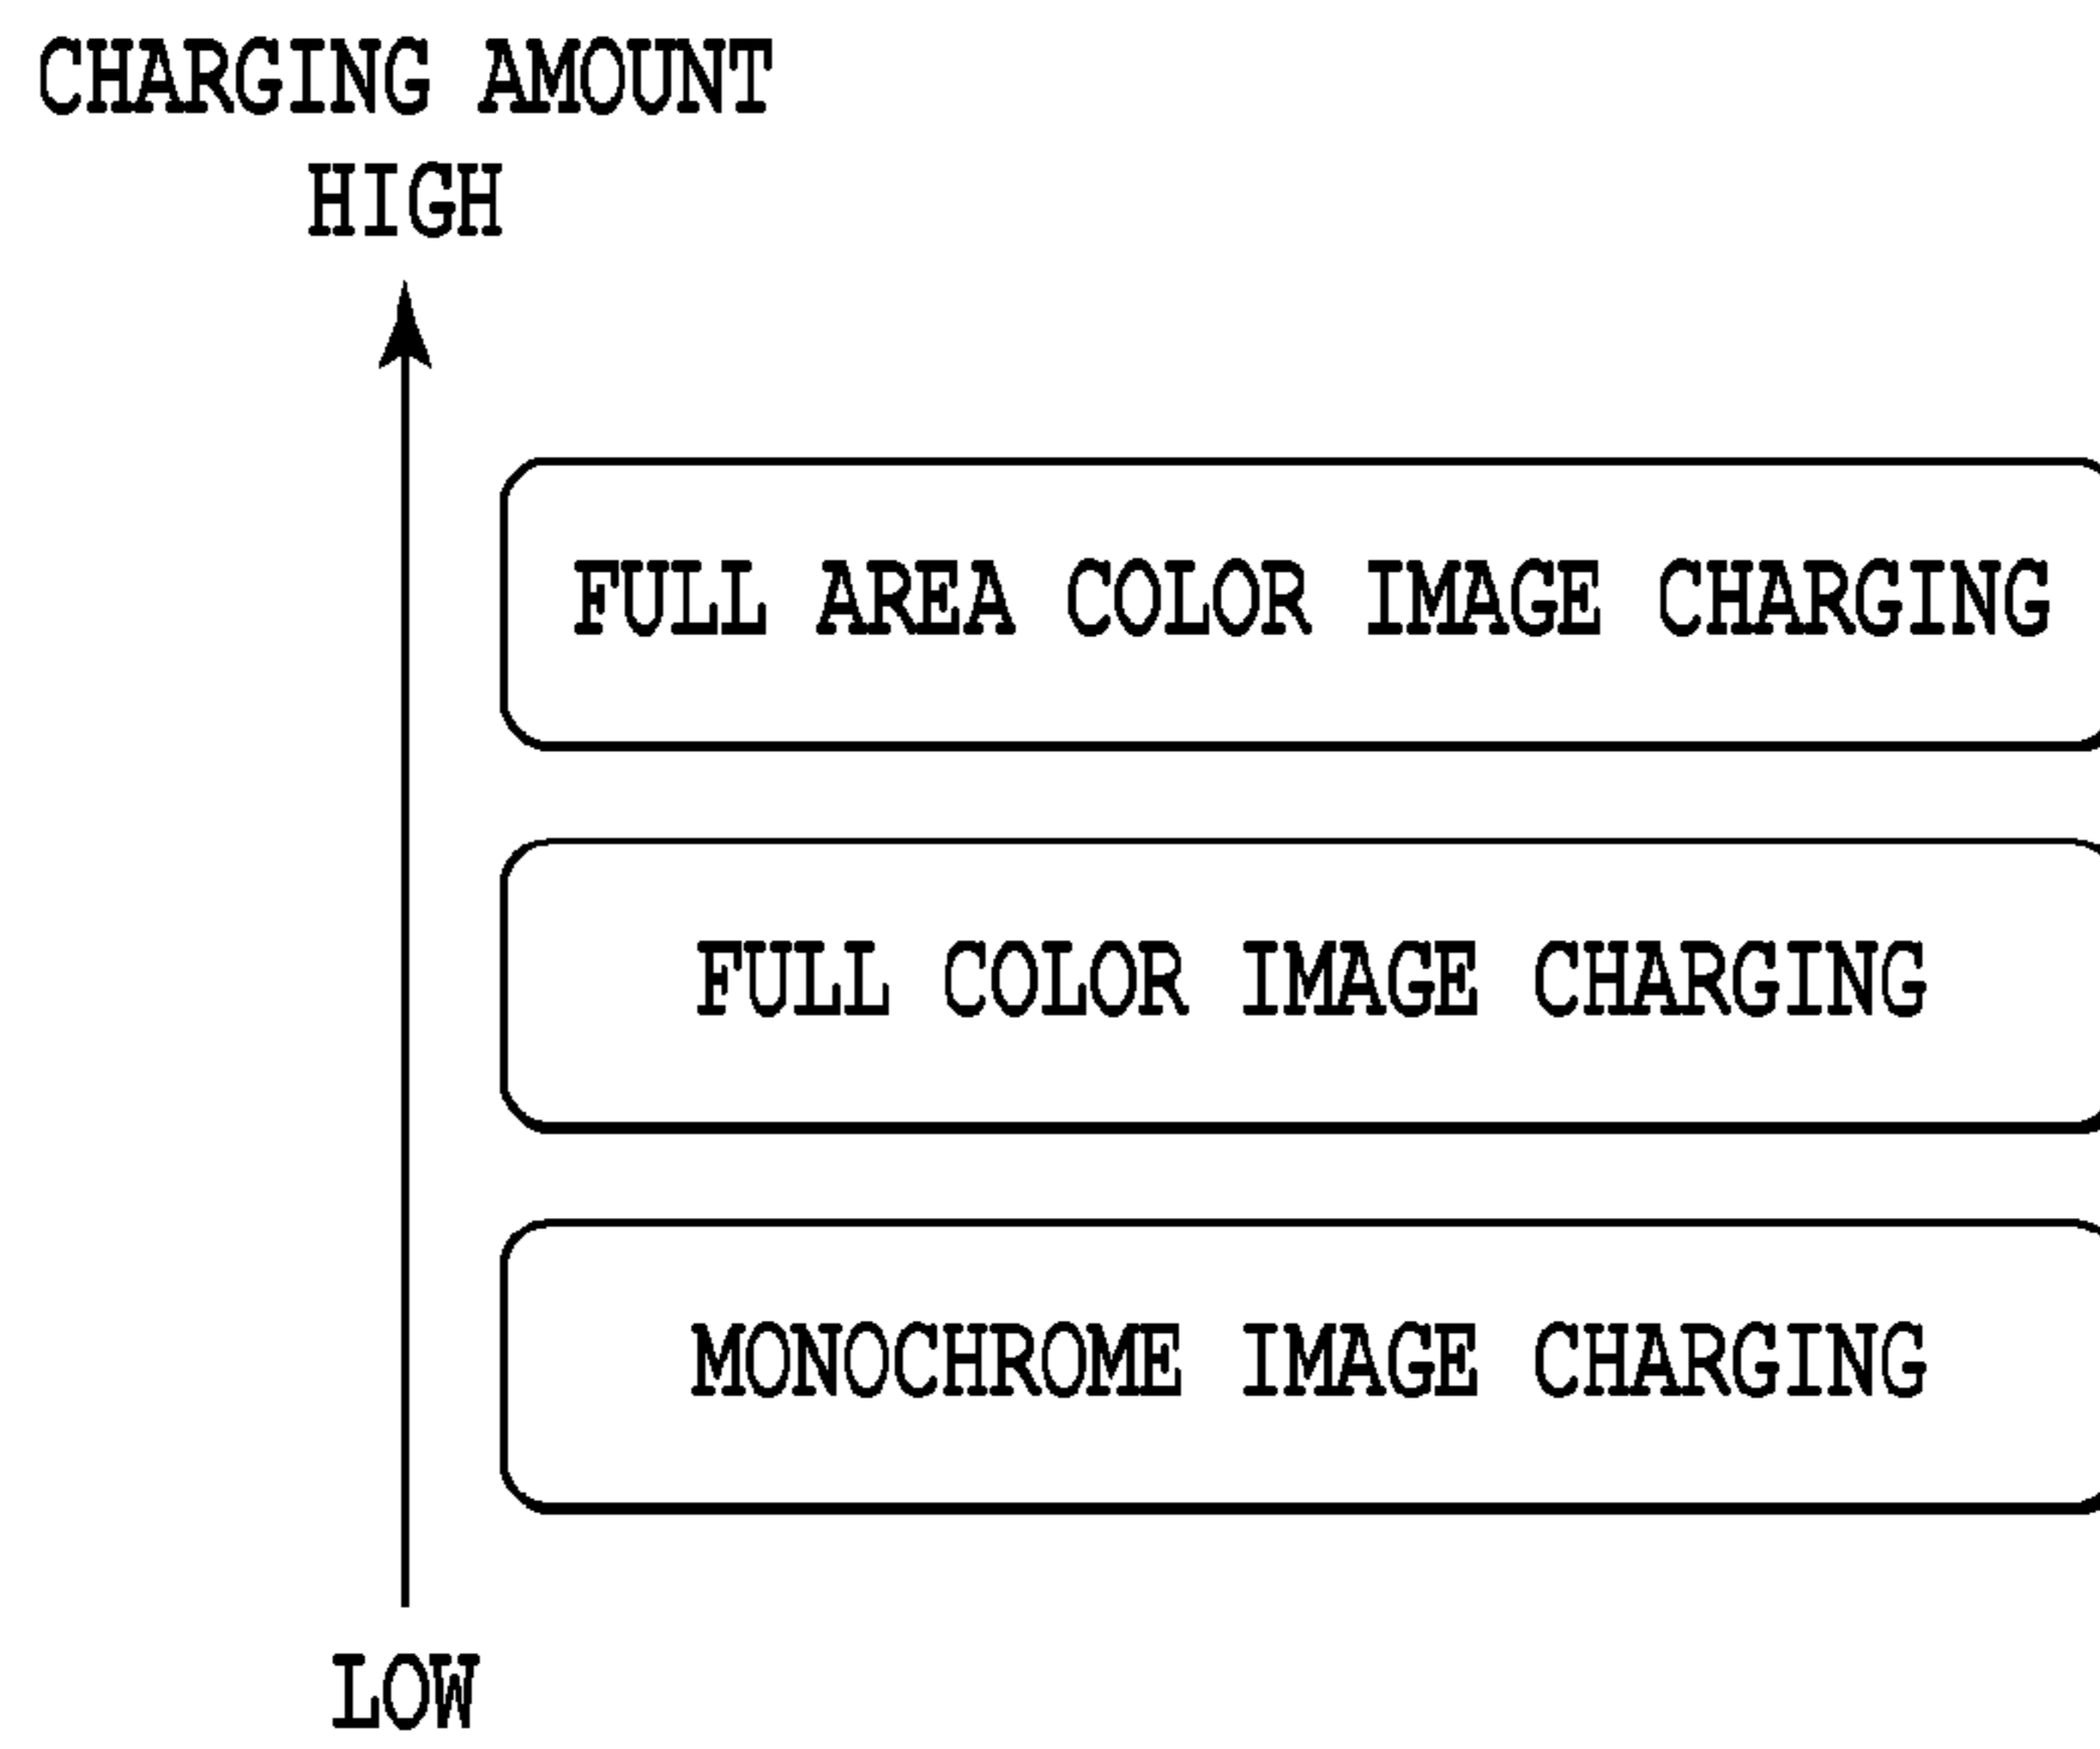 CHARGING AMOUNT
HIGH
FULL AREA COLOR IMAGE CHARGING
FULL COLOR IMAGE CHARGING
MONOCHROME IMAGE CHARGING
LOW